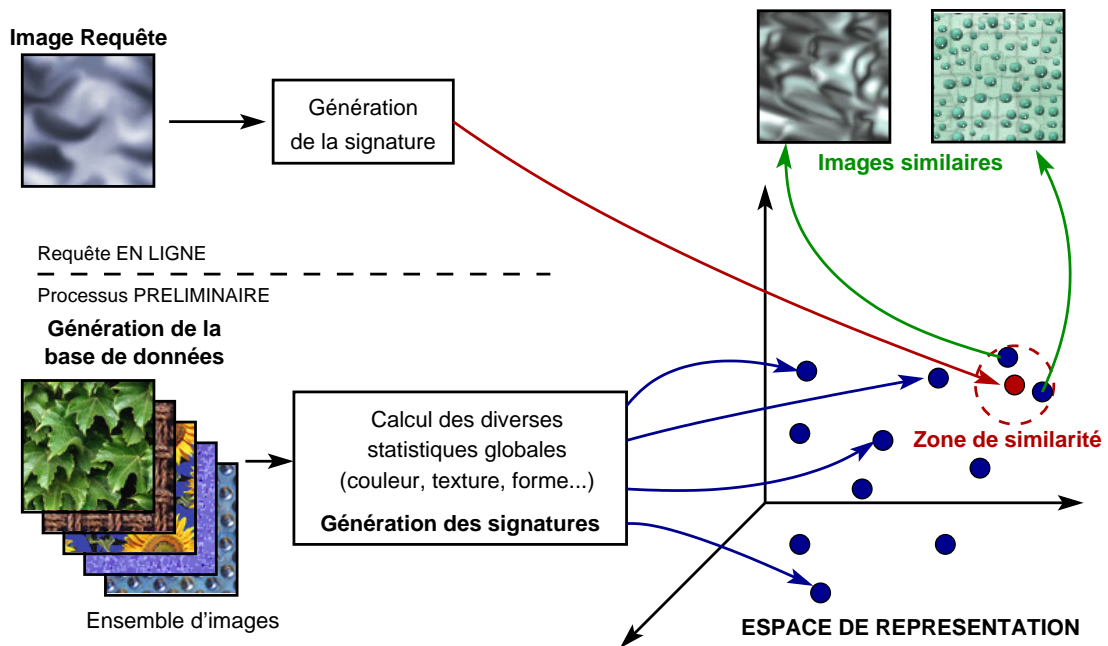 Image Requête
Génération
de la signature
Images similaires
Requête EN LIGNE
Processus PRELIMINAIRE
Génération de la
base de données
Calcul des diverses
statistiques globales
(couleur, texture, forme...)
Génération des signatures
Zone de similarité
Ensemble d’images
ESPACE DE REPRESENTATION